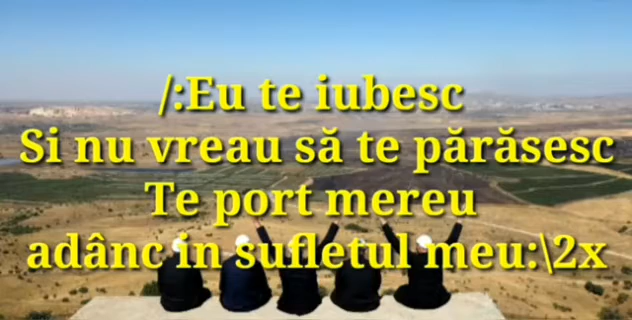 /:Eu te iubesc
Si nu vreau să te părăsesc
Te port mereu
adânc in sufletul meu:\2x